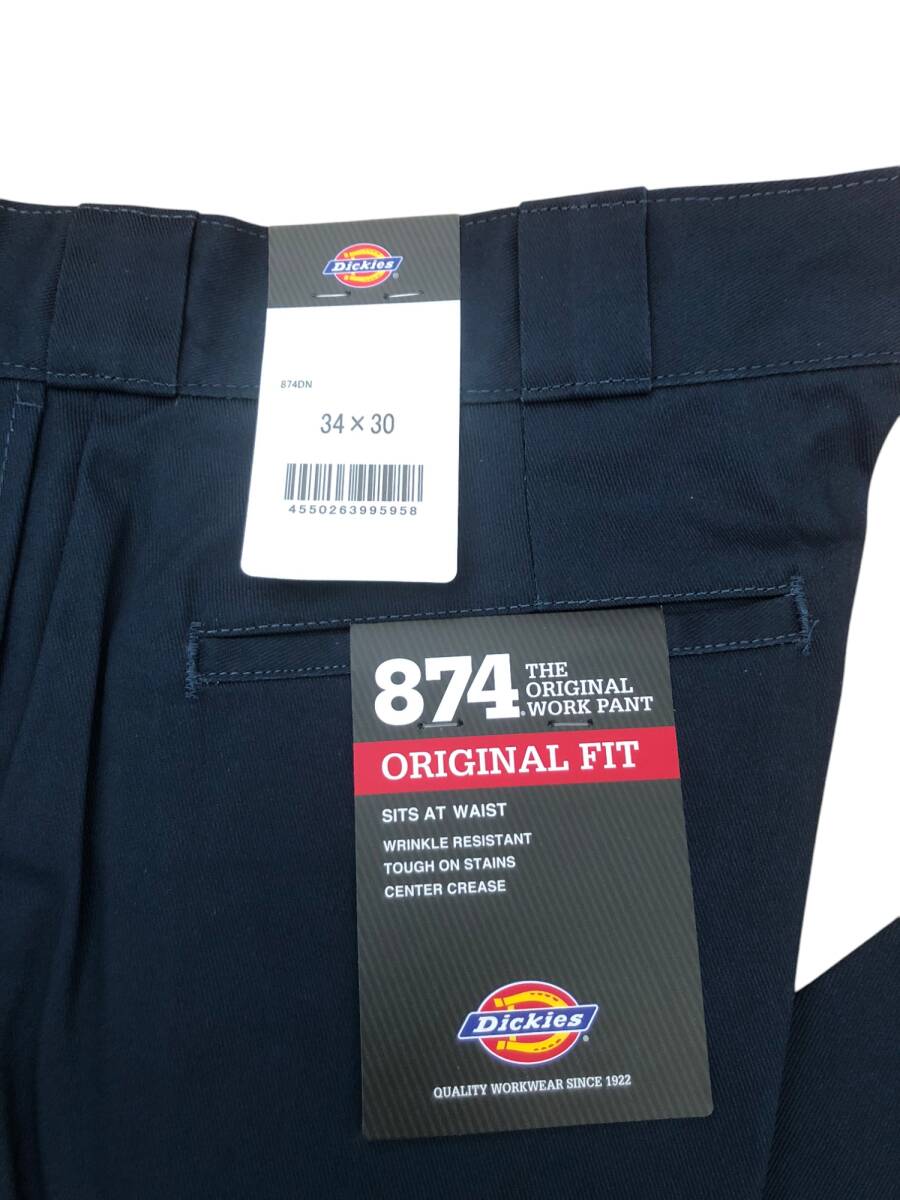 Dickies
874DN
34×30
4550263995958
874 THE
ORIGINAL
WORK PANT
ORIGINAL FIT
SITS AT WAIST
WRINKLE RESISTANT
TOUGH ON STAINS
CENTER CREASE
Dickies
QUALITY WORKWEAR SINCE 1922